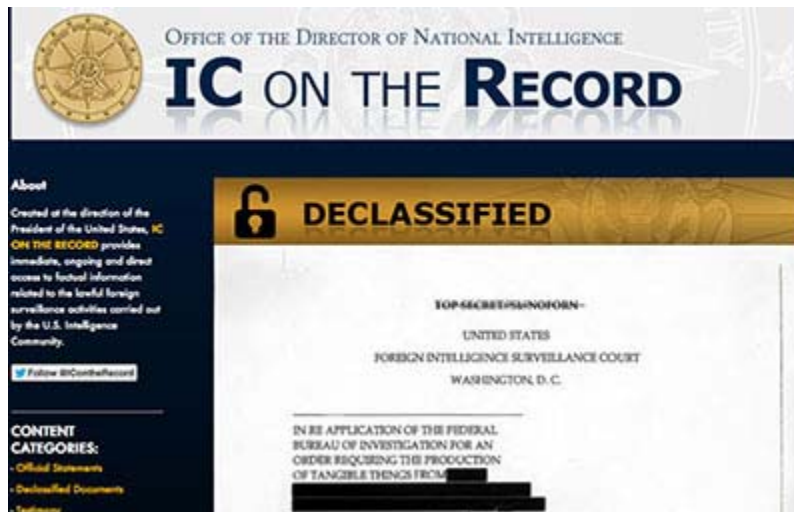 OFFICE OF THE DIRECTOR OF NATIONAL INTELLIGENCE
IC ON THE RECORD
About
Created at the direction of the
President of the United States, IC
ON THE RECORD provides
immediate, ongoing and direct
access to factual information
related to the lawful foreign
surveillance activities carried out
by the U.S. Intelligence
Community.
Follow @IContheRecord
CONTENT
CATEGORIES:
- Official Statements
- Declassified Documents
- Testimony
DECLASSIFIED
TOP SECRET//SI//NOFORN
UNITED STATES
FOREIGN INTELLIGENCE SURVEILLANCE COURT
WASHINGTON, D. C.
IN RE APPLICATION OF THE FEDERAL
BUREAU OF INVESTIGATION FOR AN
ORDER REQUIRING THE PRODUCTION
OF TANGIBLE THINGS FROM